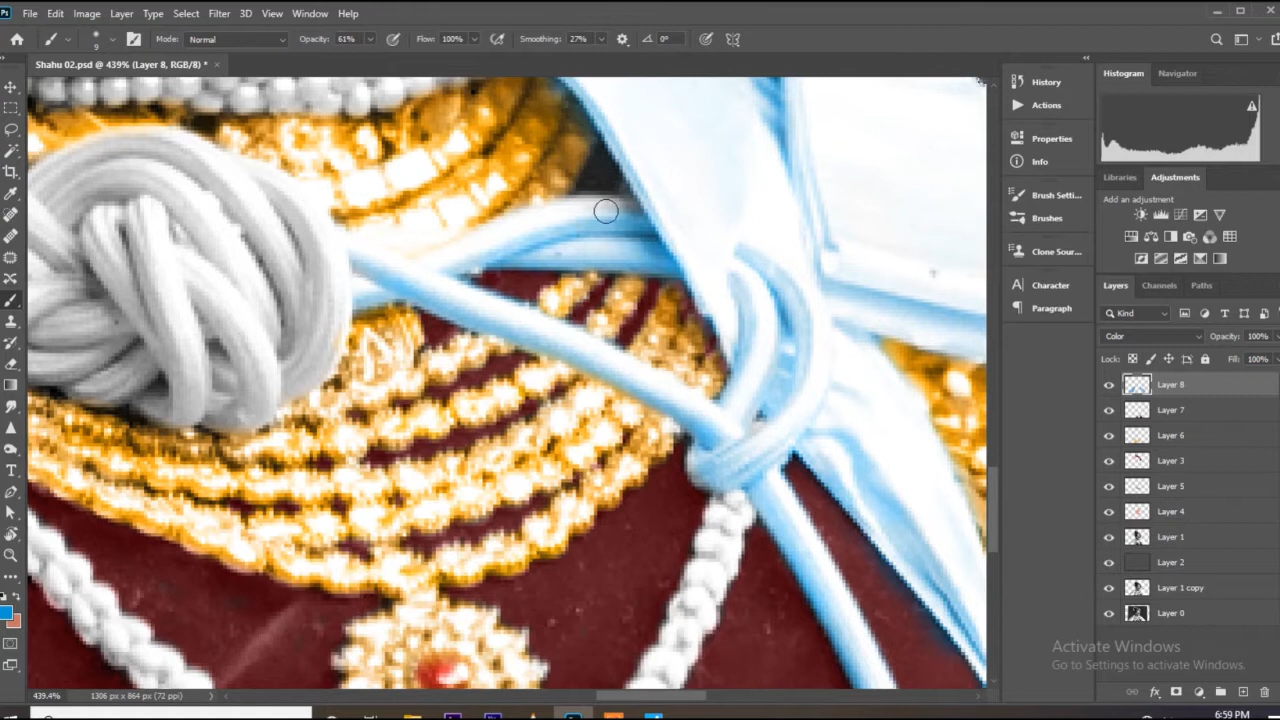 Ps File Edit Image Layer Type Select Filter 3D View Window Help
9 Mode: Normal Opacity: 61% Flow: 100% Smoothing: 27% 0°
Shahu 02.psd @ 439% (Layer 8, RGB/8) * ×
History
Actions
Properties
Info
Brush Setti...
Brushes
Clone Sour...
Character
Paragraph
Histogram Navigator
Libraries Adjustments
Add an adjustment
Layers Channels Paths
Kind
Color Opacity: 100%
Lock: Fill: 100%
Layer 8
Layer 7
Layer 6
Layer 3
Layer 5
Layer 4
Layer 1
Layer 2
Layer 1 copy
Layer 0
Activate Windows
Go to Settings to activate Windows.
439.4% 1306 px x 864 px (72 ppi)
6:59 PM